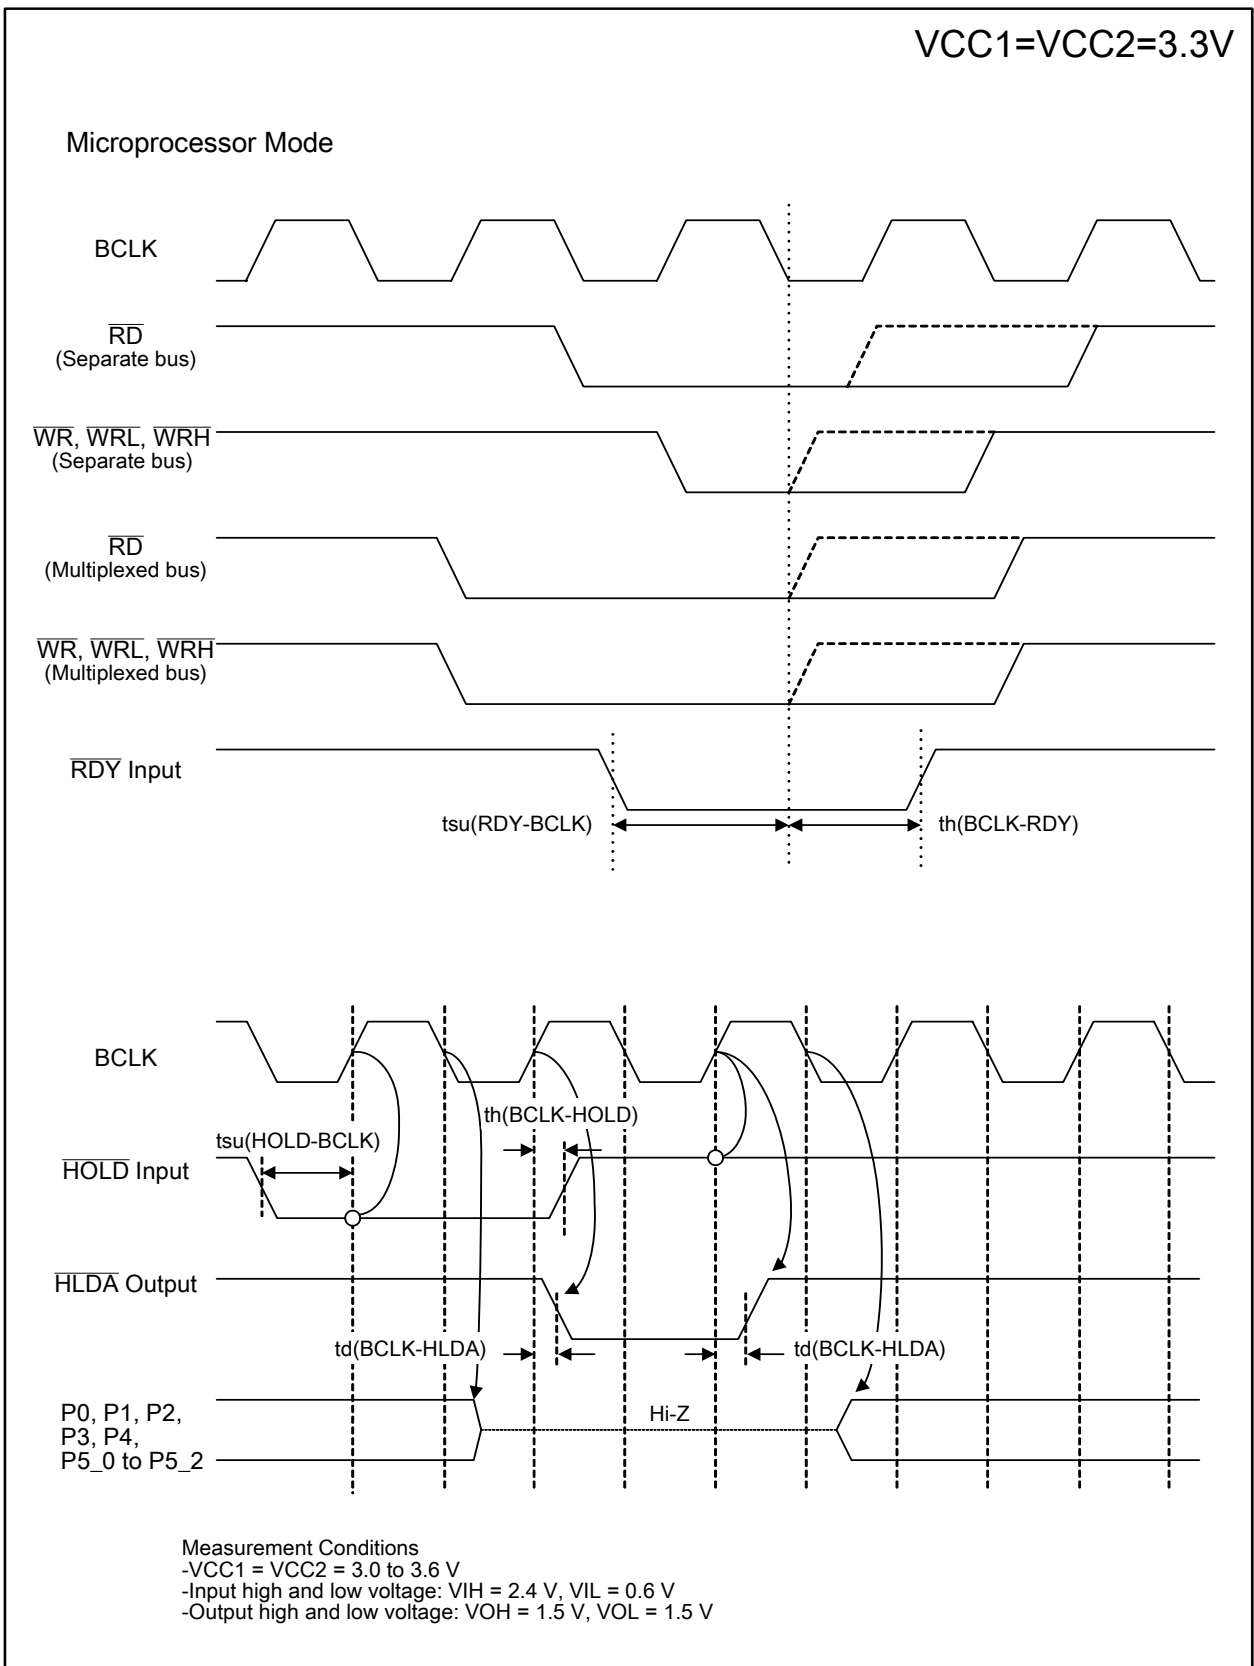 VCC1=VCC2=3.3V
Microprocessor Mode
BCLK
RD
(Separate bus)
WR, WRL, WRH
(Separate bus)
RD
(Multiplexed bus)
WR, WRL, WRH
(Multiplexed bus)
RDY Input
tsu(RDY-BCLK)
th(BCLK-RDY)
BCLK
th(BCLK-HOLD)
tsu(HOLD-BCLK)
HOLD Input
HLDA Output
td(BCLK-HLDA)
td(BCLK-HLDA)
P0, P1, P2,
P3, P4,
P5_0 to P5_2
Hi-Z
Measurement Conditions
-VCC1 = VCC2 = 3.0 to 3.6 V
-Input high and low voltage: VIH = 2.4 V, VIL = 0.6 V
-Output high and low voltage: VOH = 1.5 V, VOL = 1.5 V